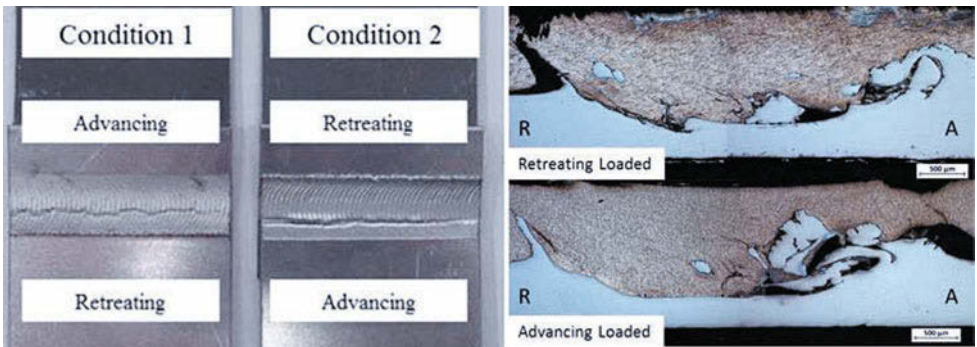 Condition 1
Condition 2
Advancing
Retreating
Retreating
Advancing
R
A
Retreating Loaded
500 µm
R
A
Advancing Loaded
500 µm